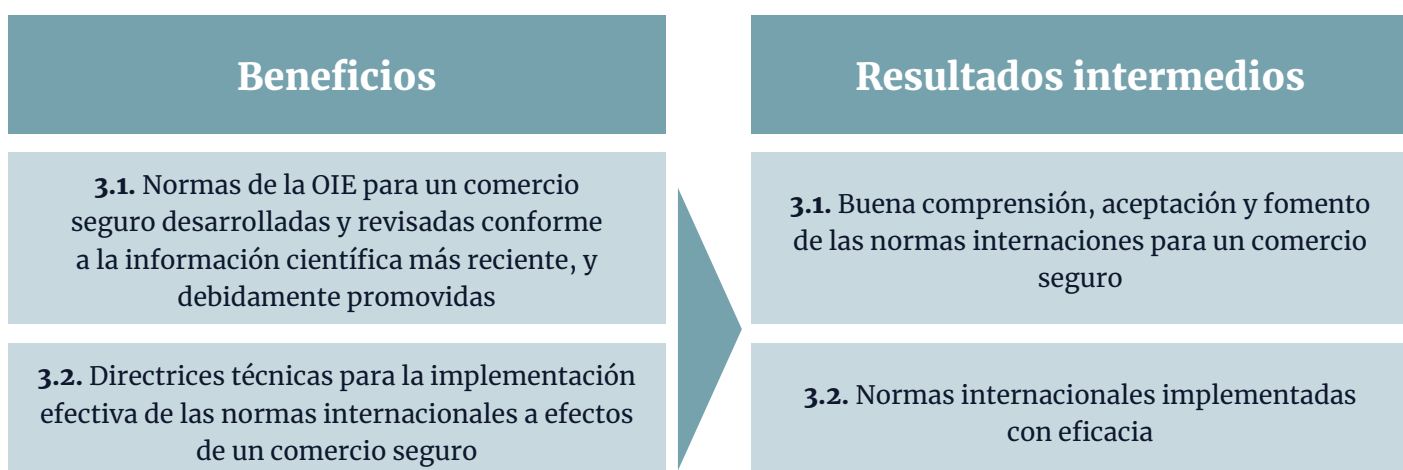 Beneficios
3.1. Normas de la OIE para un comercio
seguro desarrolladas y revisadas conforme
a la información científica más reciente, y
debidamente promovidas
3.2. Directrices técnicas para la implementación
efectiva de las normas internacionales a efectos
de un comercio seguro
Resultados intermedios
3.1. Buena comprensión, aceptación y fomento
de las normas internaciones para un comercio
seguro
3.2. Normas internacionales implementadas
con eficacia